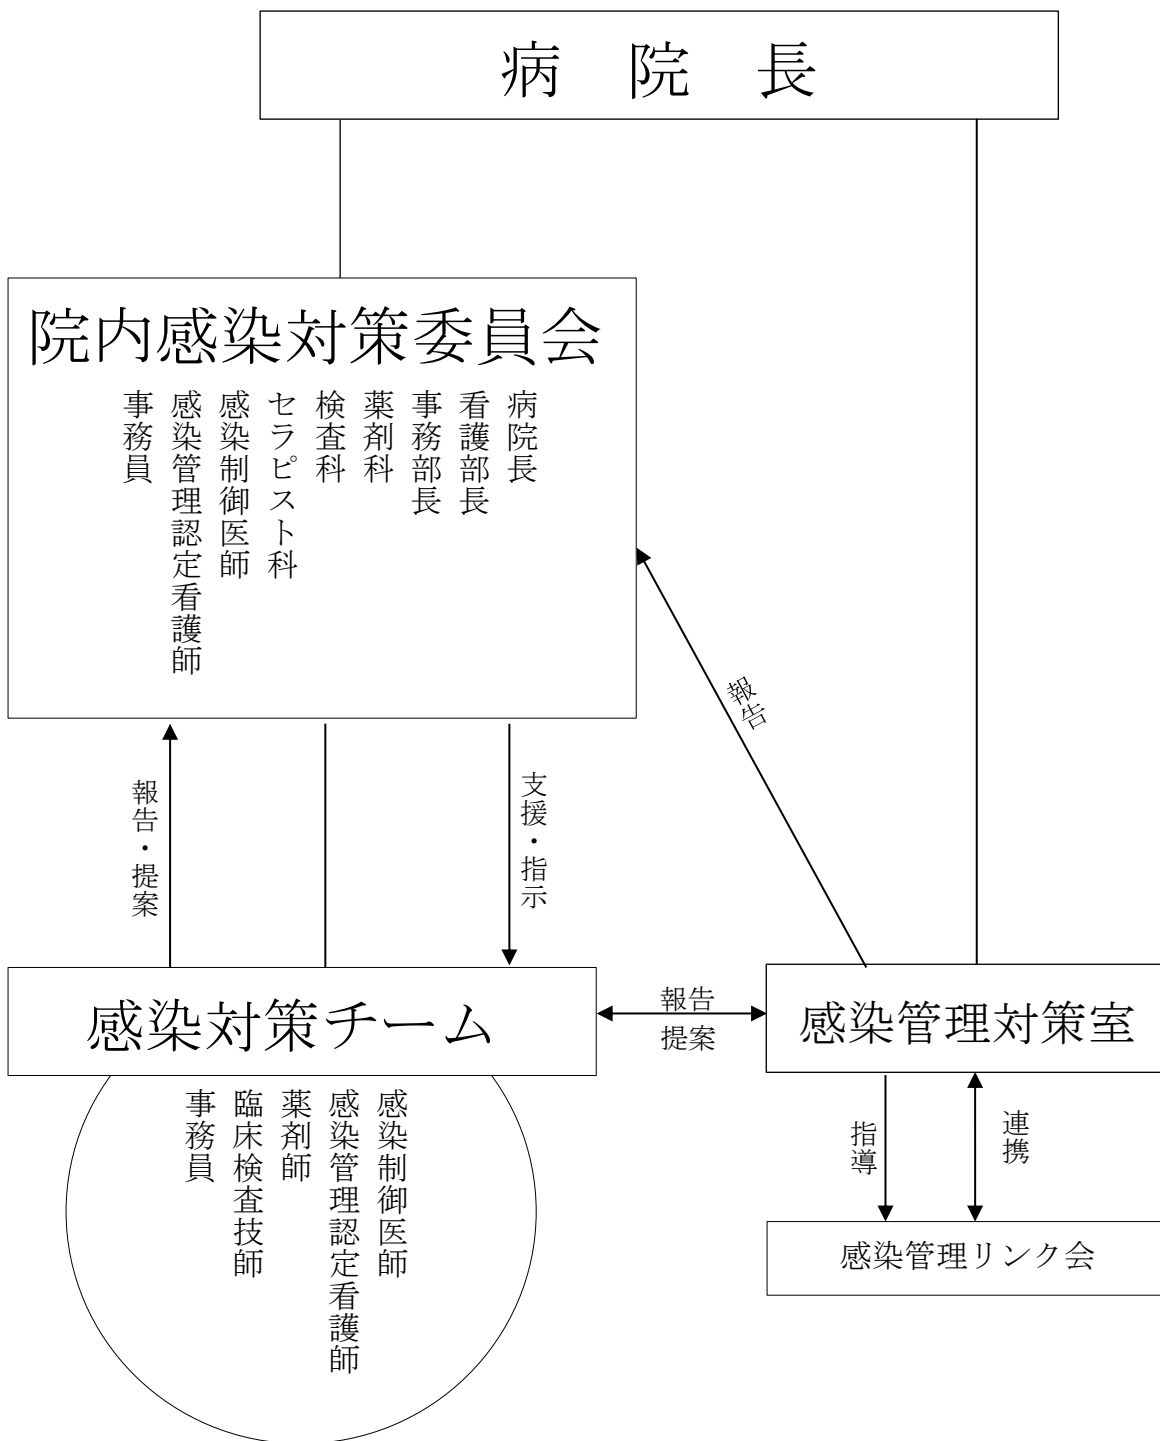 病 院 長
院内感染対策委員会
病院長
看護部長
事務部長
薬剤科
検査科
セラピスト科
感染制御医師
感染管理認定看護師
事務員
報告
報告・提案
支援・指示
感染対策チーム
報告
提案
感染管理対策室
感染制御医師
感染管理認定看護師
薬剤師
臨床検査技師
事務員
指導
連携
感染管理リンク会